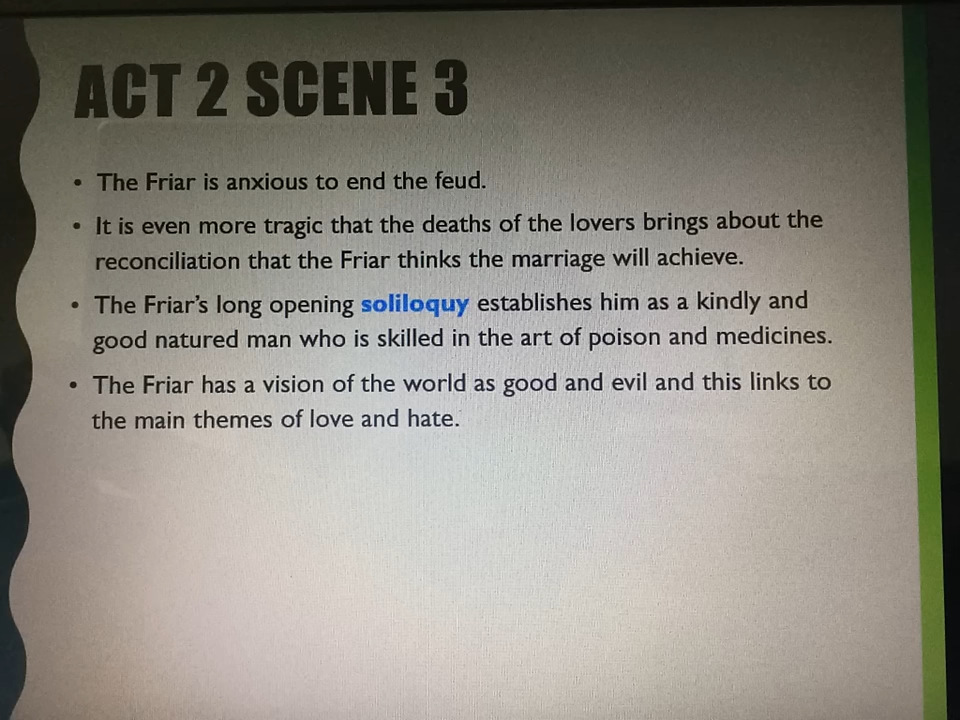 ACT 2 SCENE 3
• The Friar is anxious to end the feud.
• It is even more tragic that the deaths of the lovers brings about the
reconciliation that the Friar thinks the marriage will achieve.
• The Friar’s long opening soliloquy establishes him as a kindly and
good natured man who is skilled in the art of poison and medicines.
• The Friar has a vision of the world as good and evil and this links to
the main themes of love and hate.